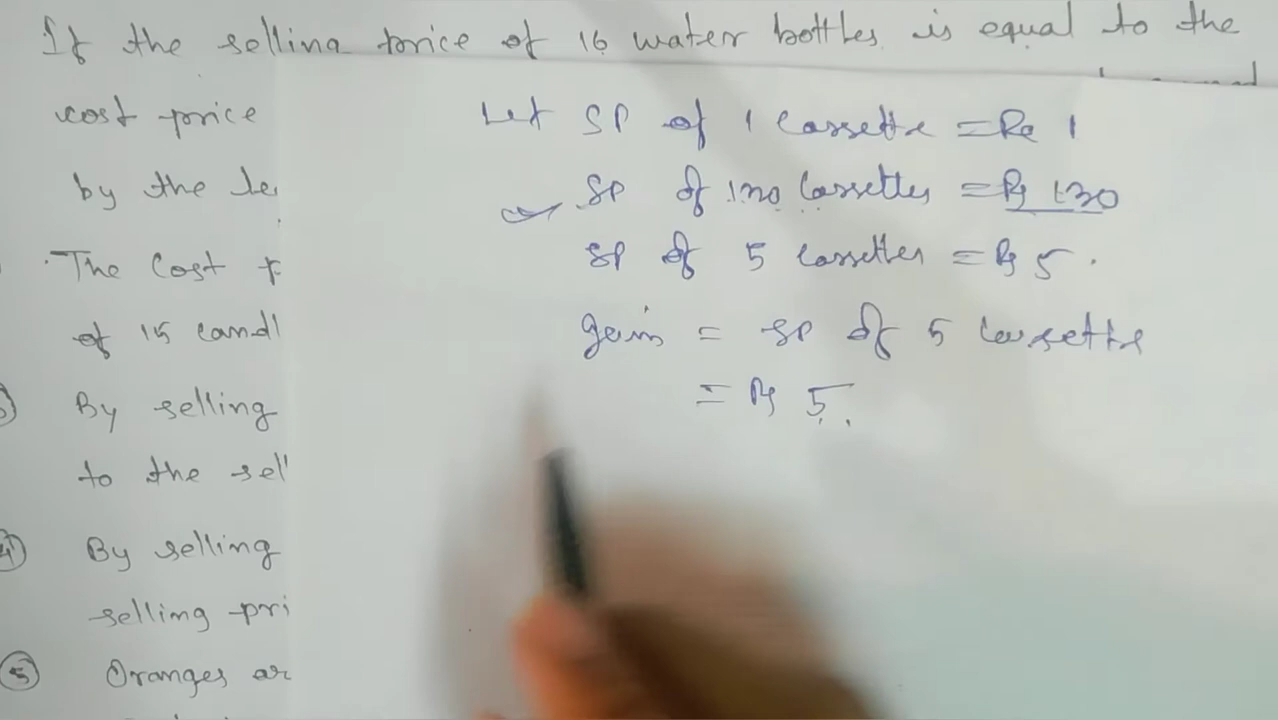 If the selling price of 16 water bottles is equal to the
cost price
by the le
The Cost p
of 15 candl
By selling
to the sel
By selling
selling pri
5 Oranges ar
Let SP of 1 Cassette = Re 1
SP of 130 Cassettes = Rs 130
SP of 5 cassettes = Rs 5.
gain = SP of 5 Cassette
= Rs 5.